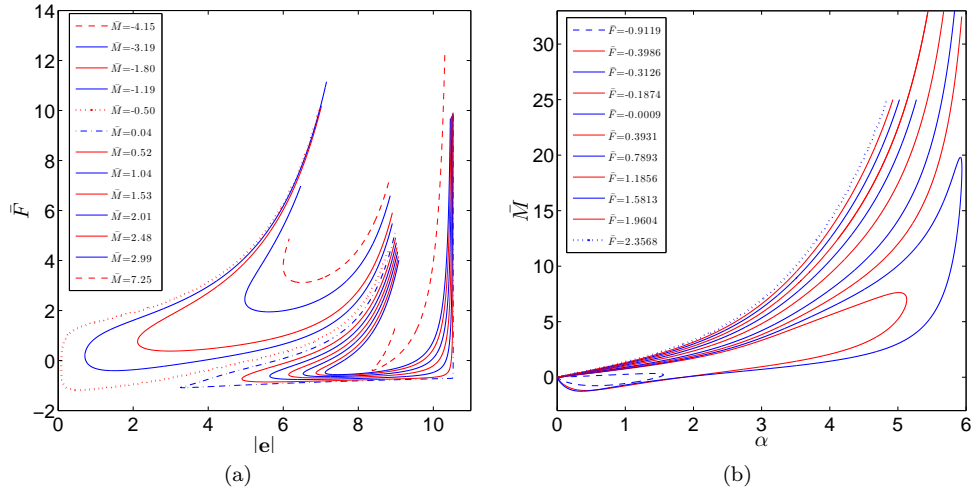 M̄=-4.15
M̄=-3.19
M̄=-1.80
M̄=-1.19
M̄=-0.50
M̄=0.04
M̄=0.52
M̄=1.04
M̄=1.53
M̄=2.01
M̄=2.48
M̄=2.99
M̄=7.25
14
12
10
8
6
4
2
0
−2
F̄
0 2 4 6 8 10
|e|
(a)
F̄=-0.9119
F̄=-0.3986
F̄=-0.3126
F̄=-0.1874
F̄=-0.0009
F̄=0.3931
F̄=0.7893
F̄=1.1856
F̄=1.5813
F̄=1.9604
F̄=2.3568
30
25
20
15
10
5
0
M̄
0 1 2 3 4 5 6
α
(b)